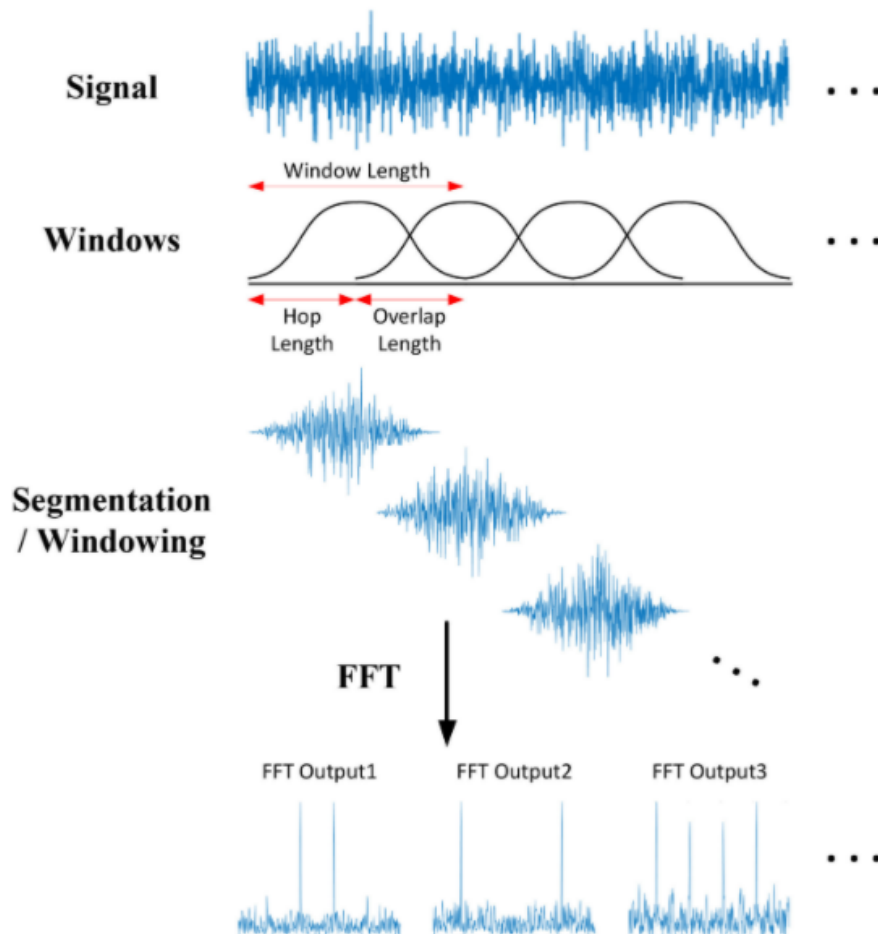 Signal
Window Length
Windows
Hop
Length
Overlap
Length
Segmentation
/ Windowing
FFT
FFT Output1
FFT Output2
FFT Output3